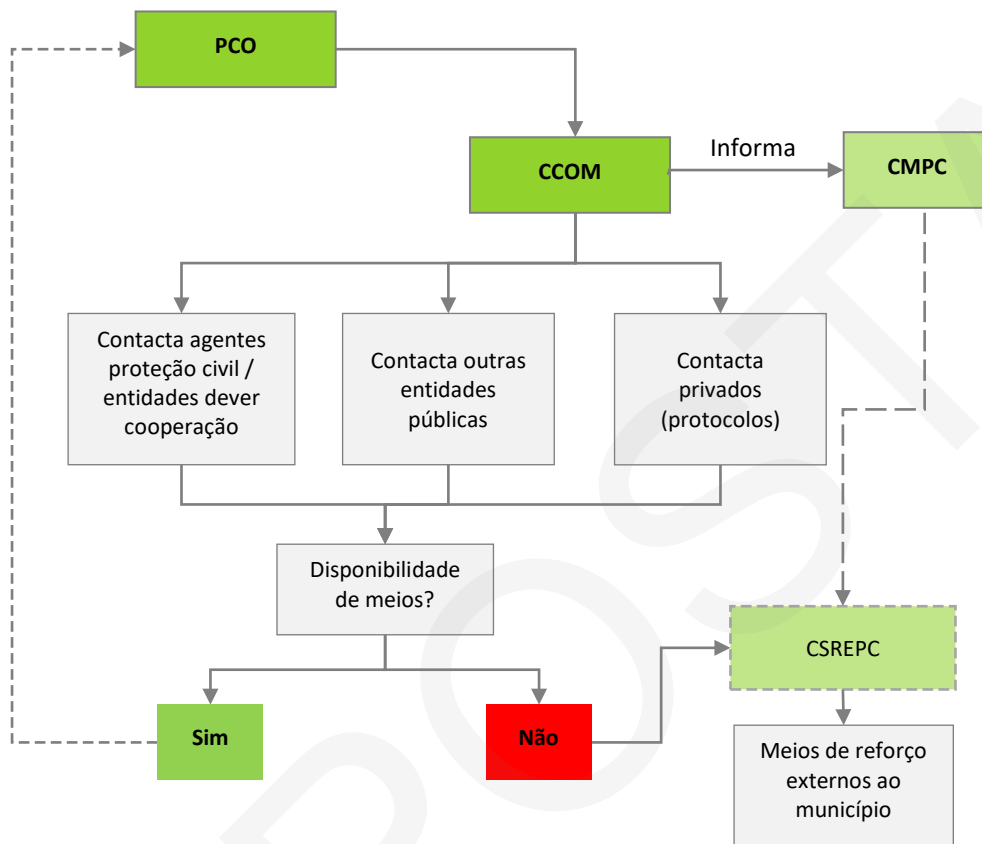 PCO
Informa
CCOM
CMPC
Contacta agentes
proteção civil /
entidades dever
cooperação
Contacta outras
entidades
públicas
Contacta
privados
(protocolos)
Disponibilidade
de meios?
CSREPC
Sim
Não
Meios de reforço
externos ao
município